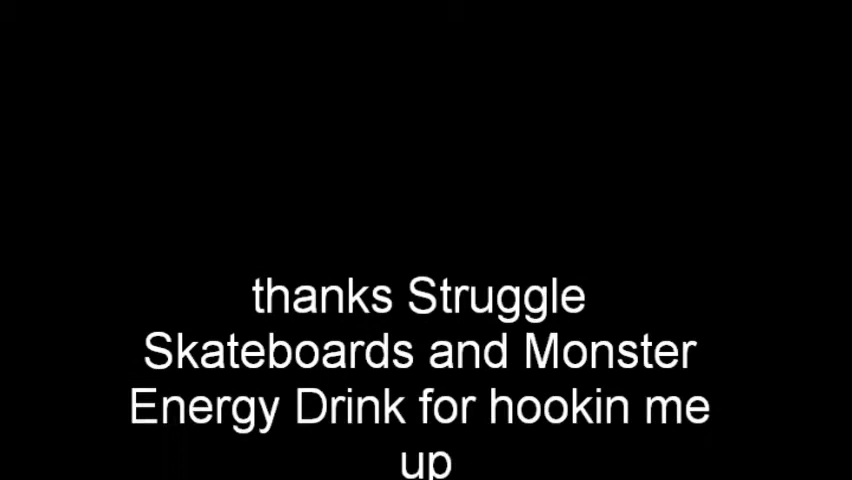 thanks Struggle
Skateboards and Monster
Energy Drink for hookin me
up